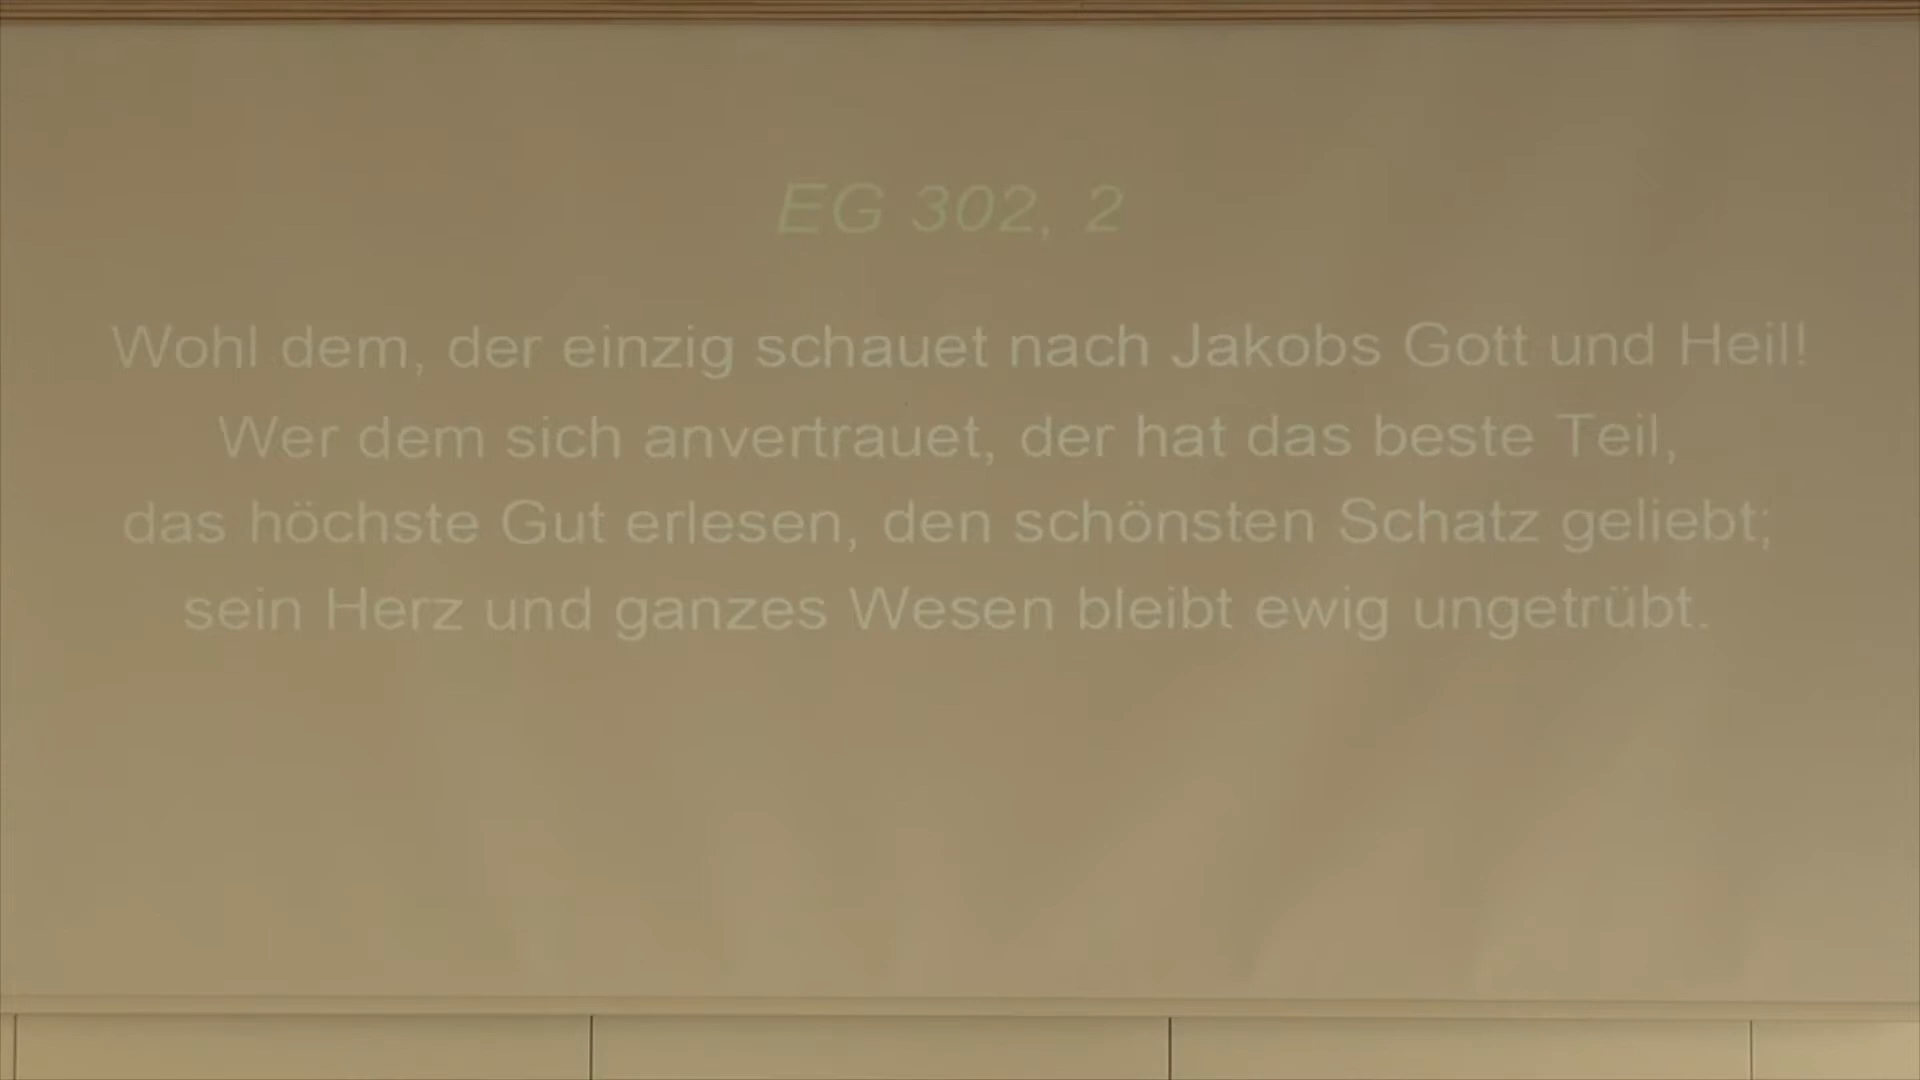 EG 302, 2
Wohl dem, der einzig schauet nach Jakobs Gott und Heil!
Wer dem sich anvertrauet, der hat das beste Teil,
das höchste Gut erlesen, den schönsten Schatz geliebt;
sein Herz und ganzes Wesen bleibt ewig ungetrübt.